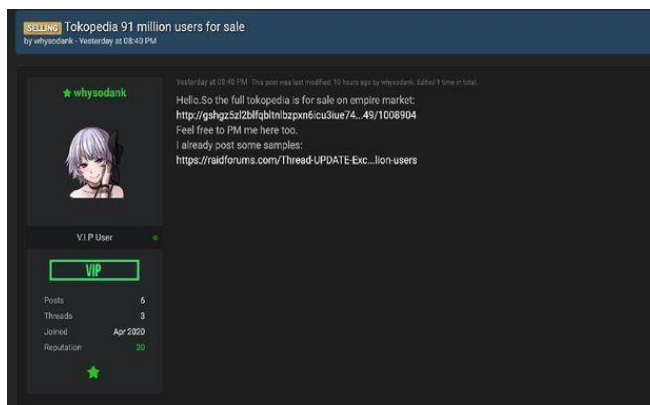 SELLING Tokopedia 91 million users for sale
by whysodank - Yesterday at 08:40 PM
whysodank
Yesterday at 08:40 PM This post was last modified: 10 hours ago by whysodank. Edited 1 time in total.
Hello.So the full tokopedia is for sale on empire market:
http://gshgz5zl2blfqbltnlbzpxn6icu3iue74...49/1008904
Feel free to PM me here too.
I already post some samples:
https://raidforums.com/Thread-UPDATE-Exc...lion-users
V.I.P User
VIP
Posts 6
Threads 3
Joined Apr 2020
Reputation 20